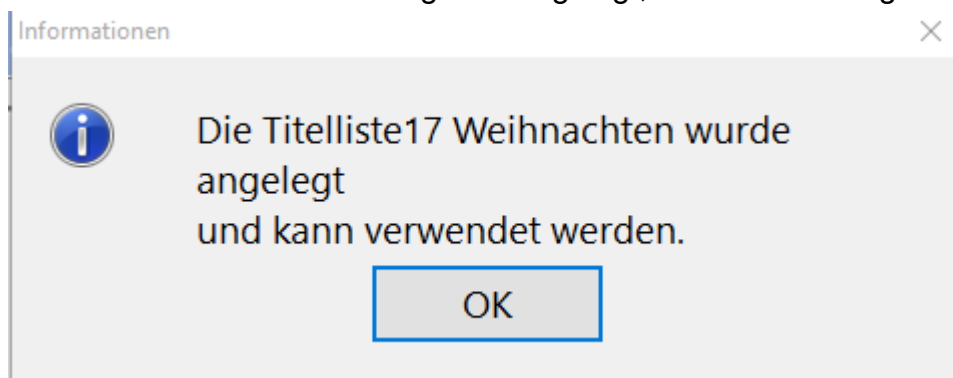 Informationen
Die Titelliste17 Weihnachten wurde
angelegt
und kann verwendet werden.
OK